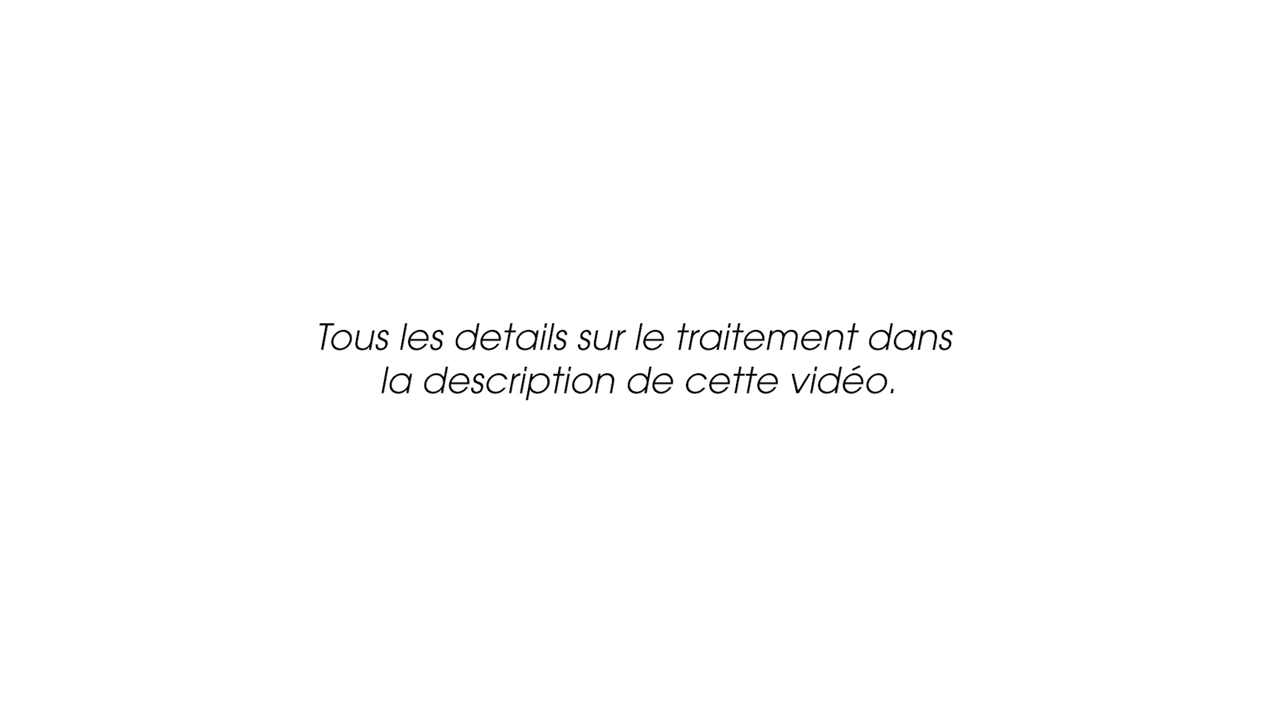 Tous les details sur le traitement dans
la description de cette vidéo.